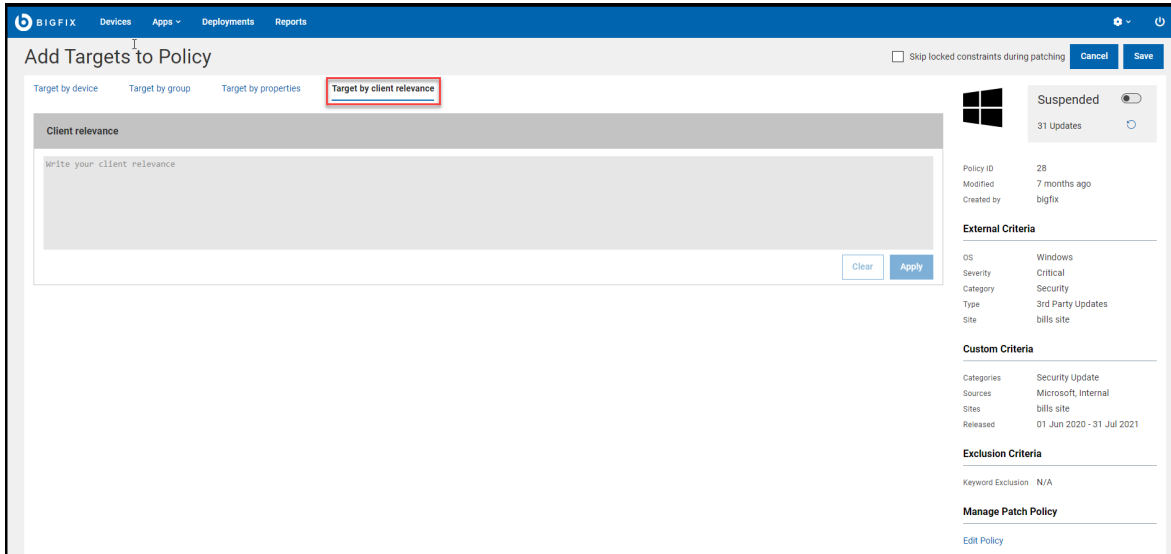 BIGFIX Devices Apps Deployments Reports
Add Targets to Policy
Skip locked constraints during patching Cancel Save
Target by device Target by group Target by properties Target by client relevance
Client relevance
Write your client relevance
Clear Apply
Suspended
31 Updates
Policy ID 28
Modified 7 months ago
Created by bigfix
External Criteria
OS Windows
Severity Critical
Category Security
Type 3rd Party Updates
Site bills site
Custom Criteria
Categories Security Update
Sources Microsoft, Internal
Sites bills site
Released 01 Jun 2020 - 31 Jul 2021
Exclusion Criteria
Keyword Exclusion N/A
Manage Patch Policy
Edit Policy